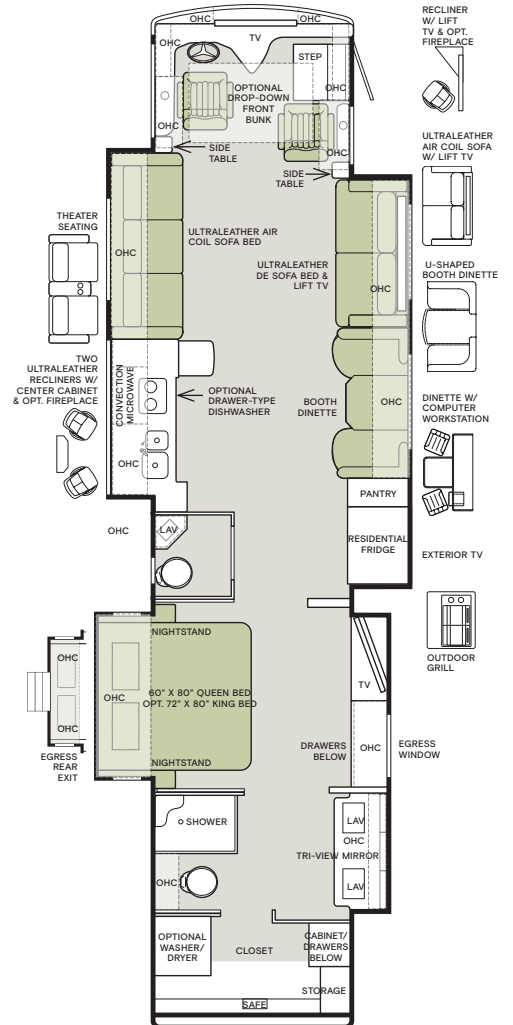 RECLINER
W/ LIFT
TV & OPT.
FIREPLACE
OHC
OHC
OHC
TV
STEP
OPTIONAL
DROP-DOWN
FRONT
BUNK
OHC
OHC
OHC
SIDE
TABLE
SIDE
TABLE
ULTRALEATHER
AIR COIL SOFA
W/ LIFT TV
THEATER
SEATING
OHC
ULTRALEATHER AIR
COIL SOFA BED
ULTRALEATHER
DE SOFA BED &
LIFT TV
OHC
U-SHAPED
BOOTH DINETTE
TWO
ULTRALEATHER
RECLINERS W/
CENTER CABINET
& OPT. FIREPLACE
CONVECTION
MICROWAVE
OPTIONAL
DRAWER-TYPE
DISHWASHER
BOOTH
DINETTE
OHC
DINETTE W/
COMPUTER
WORKSTATION
OHC
PANTRY
OHC
LAV
RESIDENTIAL
FRIDGE
EXTERIOR TV
OUTDOOR
GRILL
NIGHTSTAND
OHC
OHC
60" X 80" QUEEN BED
OPT. 72" X 80" KING BED
OHC
TV
NIGHTSTAND
EGRESS
REAR
EXIT
DRAWERS
BELOW
OHC
EGRESS
WINDOW
SHOWER
LAV
OHC
TRI-VIEW MIRROR
LAV
OHC
OPTIONAL
WASHER/
DRYER
CLOSET
CABINET/
DRAWERS
BELOW
STORAGE
SAFE